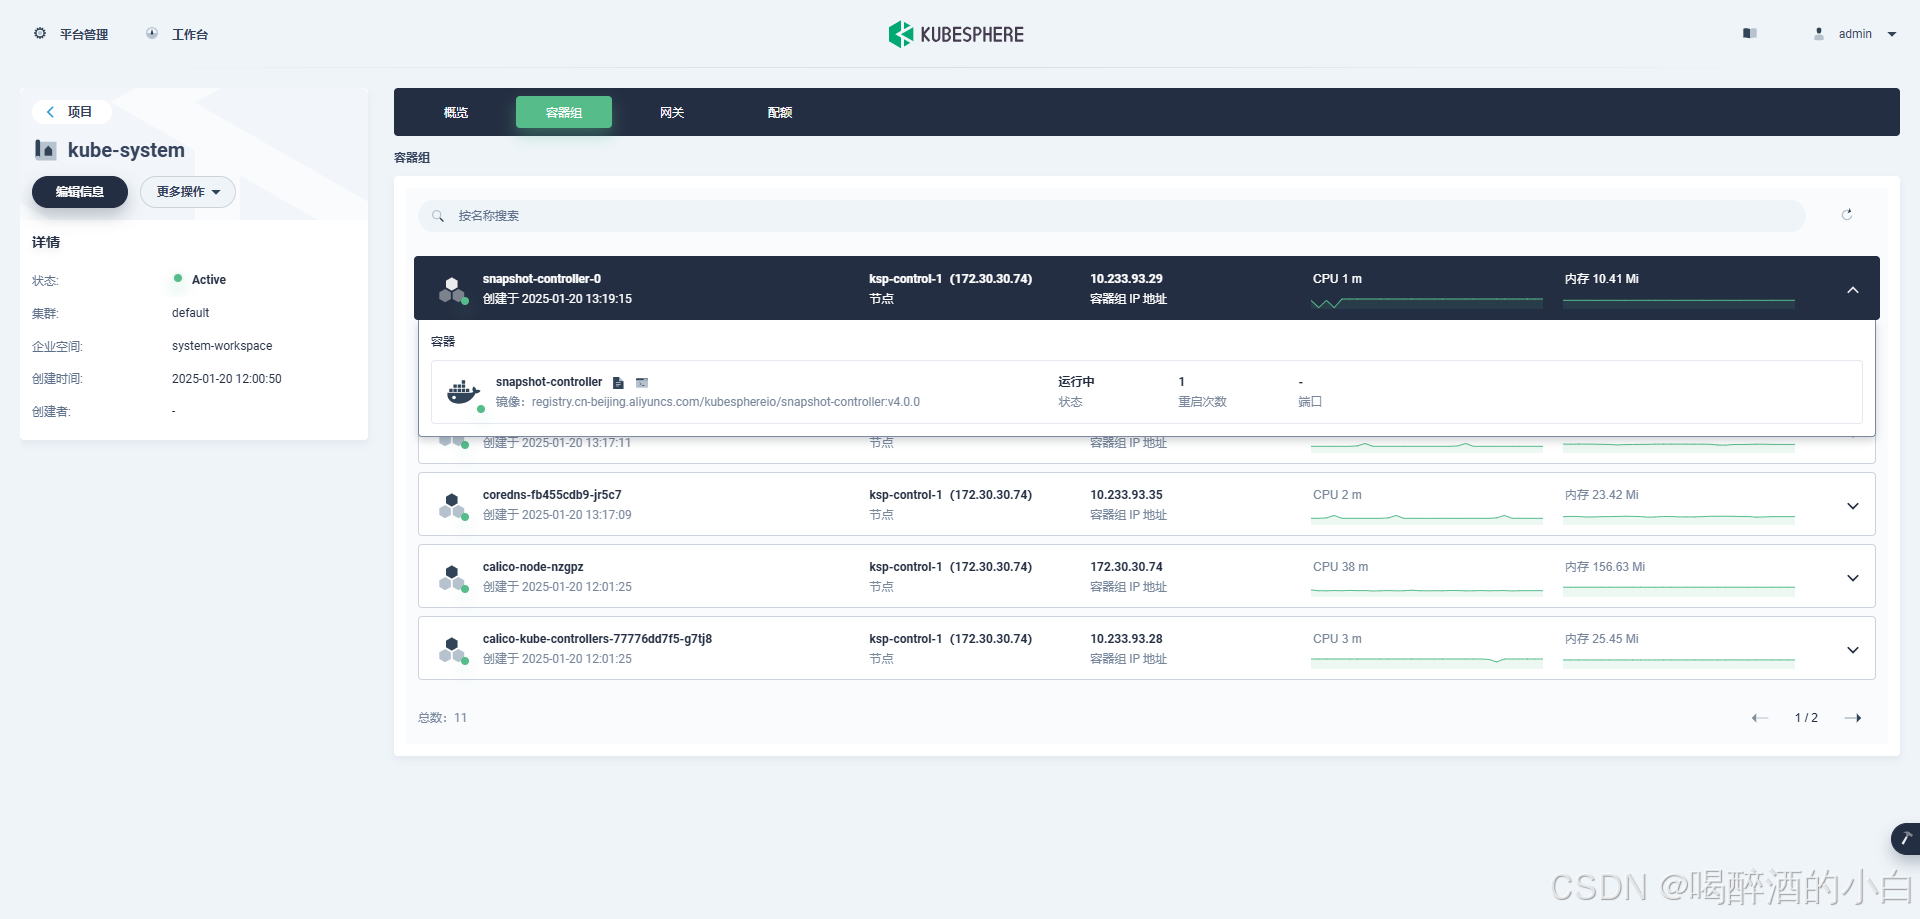 平台管理 工作台 KUBESPHERE admin
项目
kube-system
编辑信息 更多操作
详情
状态: Active
集群: default
企业空间: system-workspace
创建时间: 2025-01-20 12:00:50
创建者: -
概览 容器组 网关 配额
容器组
按名称搜索
snapshot-controller-0 ksp-control-1 (172.30.30.74) 10.233.93.29 CPU 1 m 内存 10.41 Mi
创建于 2025-01-20 13:19:15 节点 容器组 IP 地址
容器
snapshot-controller 运行中 1 -
镜像: registry.cn-beijing.aliyuncs.com/kubesphereio/snapshot-controller:v4.0.0 状态 重启次数 端口
创建于 2025-01-20 13:17:11 节点 容器组 IP 地址
coredns-fb455cdb9-jr5c7 ksp-control-1 (172.30.30.74) 10.233.93.35 CPU 2 m 内存 23.42 Mi
创建于 2025-01-20 13:17:09 节点 容器组 IP 地址
calico-node-nzgpz ksp-control-1 (172.30.30.74) 172.30.30.74 CPU 38 m 内存 156.63 Mi
创建于 2025-01-20 12:01:25 节点 容器组 IP 地址
calico-kube-controllers-77776dd7f5-g7tj8 ksp-control-1 (172.30.30.74) 10.233.93.28 CPU 3 m 内存 25.45 Mi
创建于 2025-01-20 12:01:25 节点 容器组 IP 地址
总数: 11 1 / 2
CSDN @喝醉酒的小白